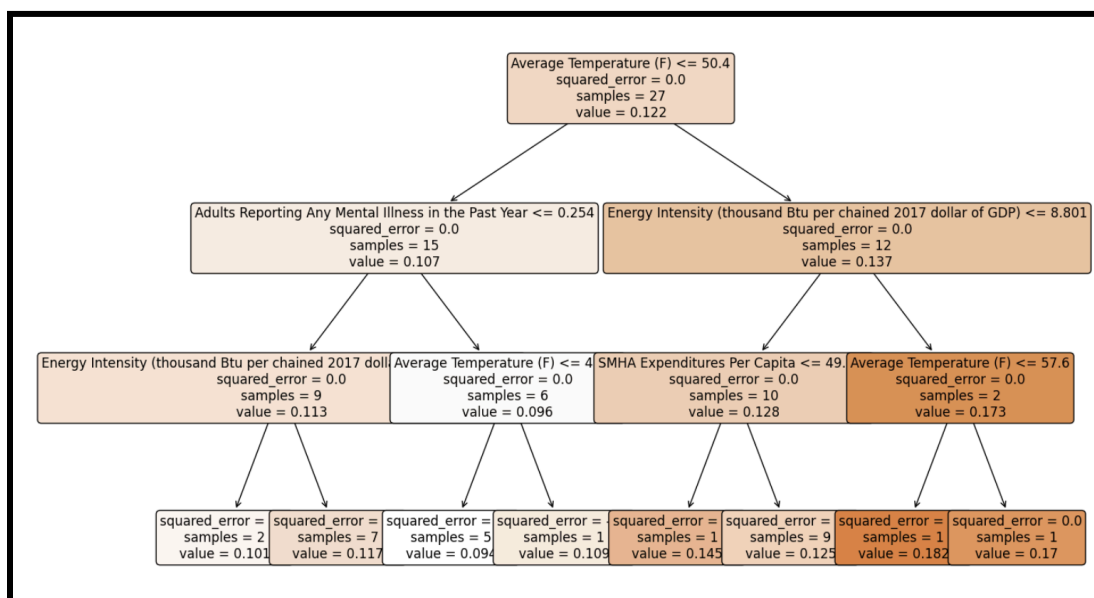 Average Temperature (F) <= 50.4
squared_error = 0.0
samples = 27
value = 0.122
Adults Reporting Any Mental Illness in the Past Year <= 0.254
squared_error = 0.0
samples = 15
value = 0.107
Energy Intensity (thousand Btu per chained 2017 dollar of GDP) <= 8.801
squared_error = 0.0
samples = 12
value = 0.137
Energy Intensity (thousand Btu per chained 2017
squared_error = 0.0
samples = 9
value = 0.113
Average Temperature (F) <= 4
squared_error = 0.0
samples = 6
value = 0.096
SMHA Expenditures Per Capita <= 49.
squared_error = 0.0
samples = 10
value = 0.128
Average Temperature (F) <= 57.6
squared_error = 0.0
samples = 2
value = 0.173
squared_error =
samples = 2
value = 0.101
squared_error =
samples = 7
value = 0.117
squared_error =
samples = 5
value = 0.094
squared_error =
samples = 1
value = 0.109
squared_error =
samples = 1
value = 0.145
squared_error =
samples = 9
value = 0.125
squared_error =
samples = 1
value = 0.182
squared_error = 0.0
samples = 1
value = 0.17